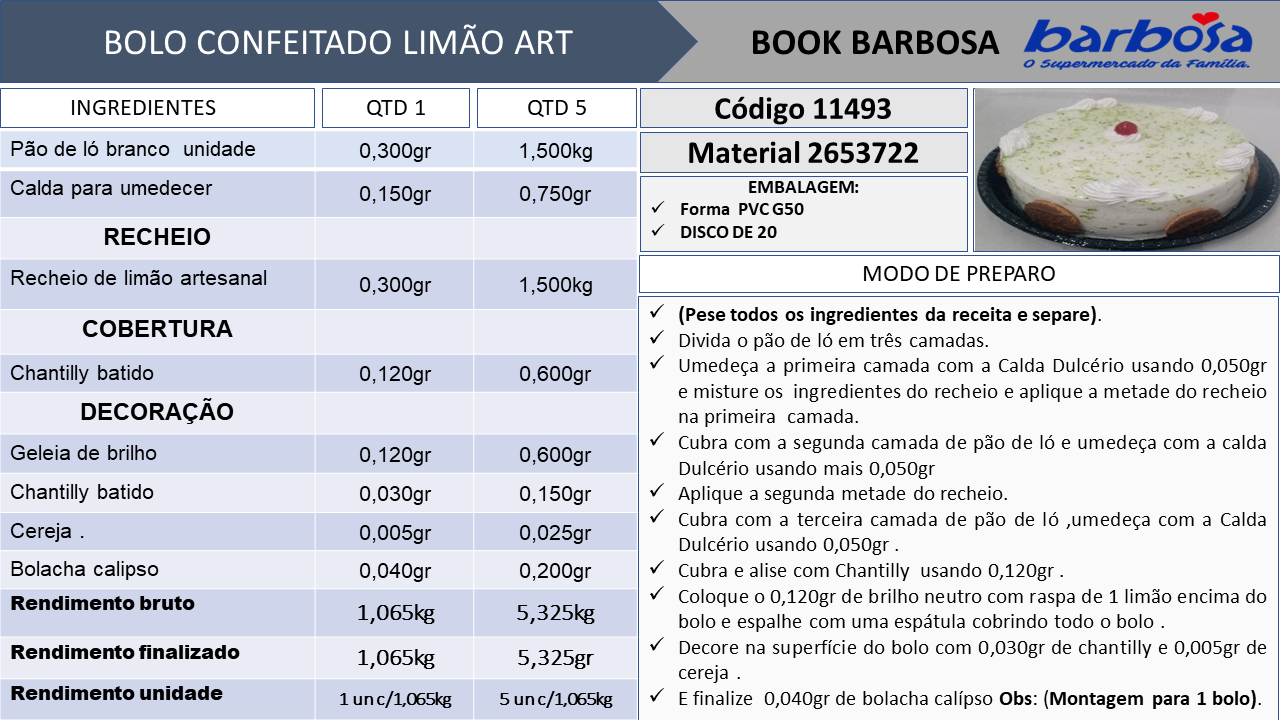 BOLO CONFEITADO LIMÃO ART
BOOK BARBOSA
barbosa
O Supermercado da Família.
INGREDIENTES QTD 1 QTD 5
Pão de ló branco unidade 0,300gr 1,500kg
Calda para umedecer 0,150gr 0,750gr
RECHEIO
Recheio de limão artesanal 0,300gr 1,500kg
COBERTURA
Chantilly batido 0,120gr 0,600gr
DECORAÇÃO
Geleia de brilho 0,120gr 0,600gr
Chantilly batido 0,030gr 0,150gr
Cereja . 0,005gr 0,025gr
Bolacha calipso 0,040gr 0,200gr
Rendimento bruto 1,065kg 5,325kg
Rendimento finalizado 1,065kg 5,325gr
Rendimento unidade 1 un c/1,065kg 5 un c/1,065kg
Código 11493
Material 2653722
EMBALAGEM:
✓ Forma PVC G50
✓ DISCO DE 20
MODO DE PREPARO
✓ (Pese todos os ingredientes da receita e separe).
✓ Divida o pão de ló em três camadas.
✓ Umedeça a primeira camada com a Calda Dulcério usando 0,050gr
e misture os ingredientes do recheio e aplique a metade do recheio
na primeira camada.
✓ Cubra com a segunda camada de pão de ló e umedeça com a calda
Dulcério usando mais 0,050gr
✓ Aplique a segunda metade do recheio.
✓ Cubra com a terceira camada de pão de ló ,umedeça com a Calda
Dulcério usando 0,050gr .
✓ Cubra e alise com Chantilly usando 0,120gr .
✓ Coloque o 0,120gr de brilho neutro com raspa de 1 limão encima do
bolo e espalhe com uma espátula cobrindo todo o bolo .
✓ Decore na superfície do bolo com 0,030gr de chantilly e 0,005gr de
cereja .
✓ E finalize 0,040gr de bolacha calípso Obs: (Montagem para 1 bolo).